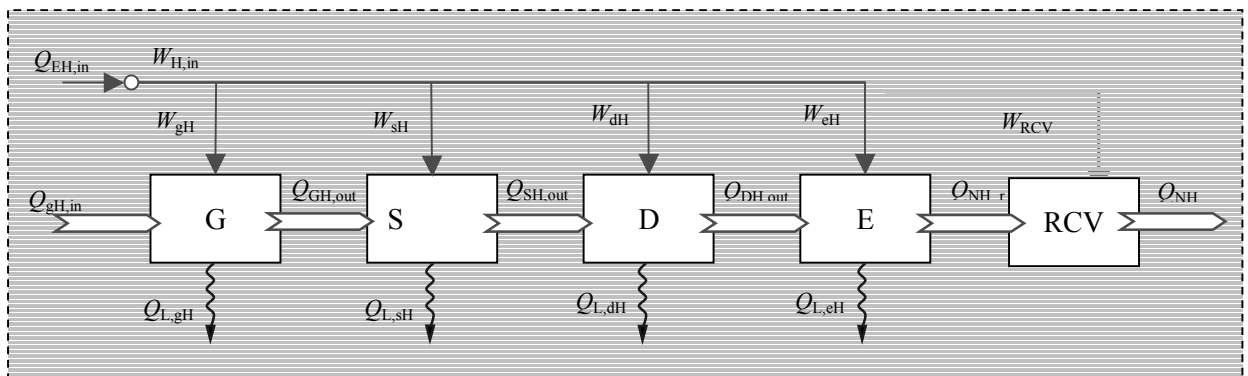 Q_EH,in
W_H,in
W_gH
W_sH
W_dH
W_eH
W_RCV
Q_gH,in
G
Q_GH,out
S
Q_SH,out
D
Q_DH,out
E
Q_NH_r
RCV
Q_NH
Q_L,gH
Q_L,sH
Q_L,dH
Q_L,eH